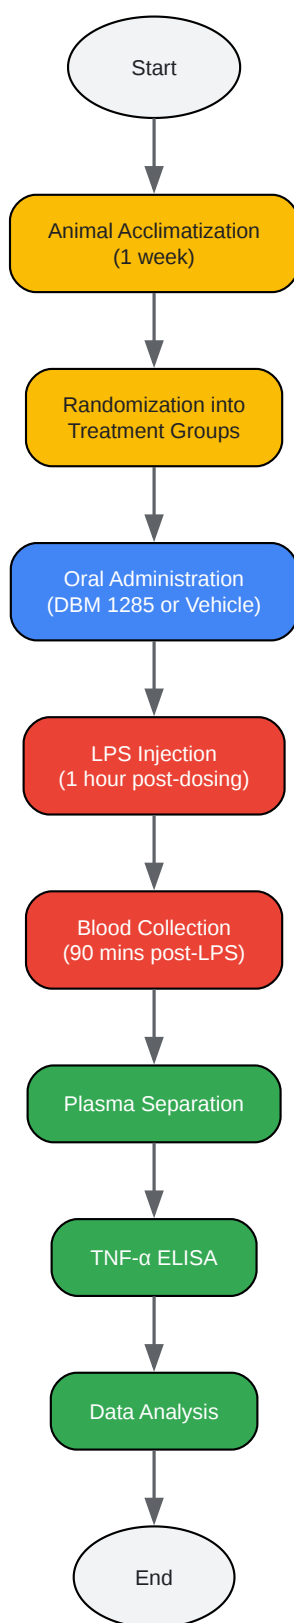 Start
Animal Acclimatization
(1 week)
Randomization into
Treatment Groups
Oral Administration
(DBM 1285 or Vehicle)
LPS Injection
(1 hour post-dosing)
Blood Collection
(90 mins post-LPS)
Plasma Separation
TNF-α ELISA
Data Analysis
End